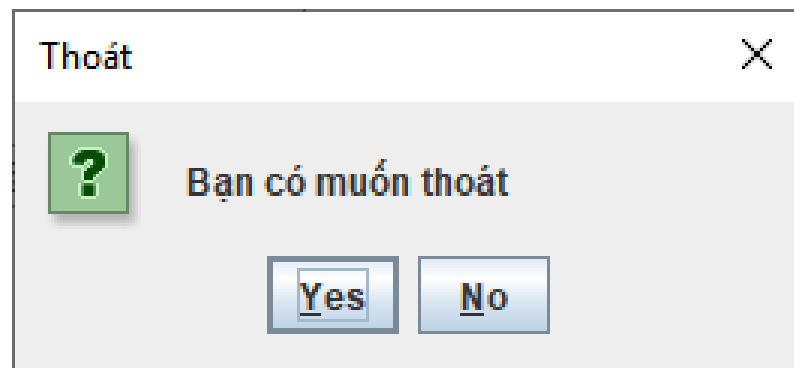 Thoát
Bạn có muốn thoát
Yes No